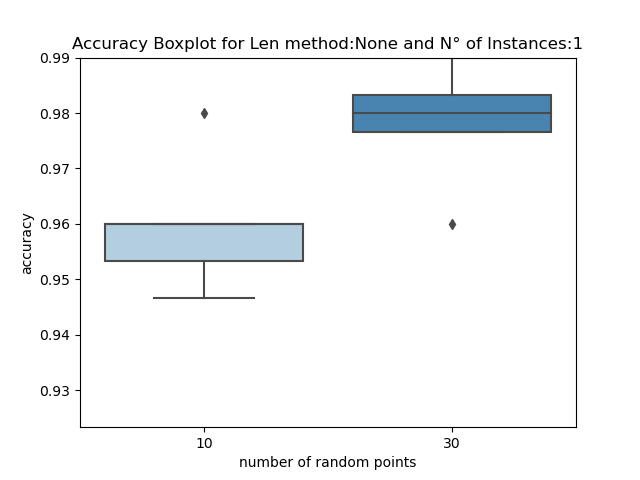 Accuracy Boxplot for Len method:None and N° of Instances:1
0.99
0.98
0.97
0.96
0.95
0.94
0.93
accuracy
10 30
number of random points